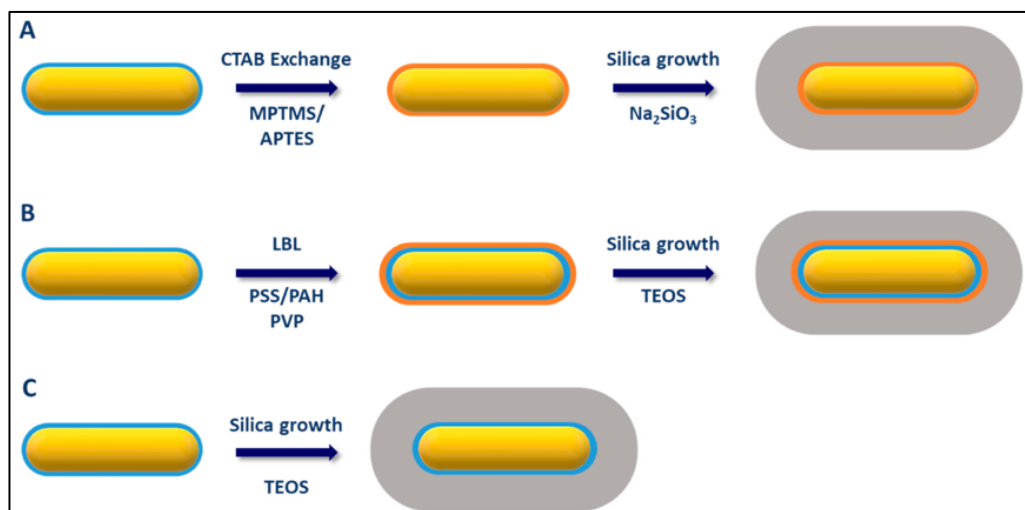 A
CTAB Exchange
MPTMS/
APTES
Silica growth
Na₂SiO₃
B
LBL
PSS/PAH
PVP
Silica growth
TEOS
C
Silica growth
TEOS